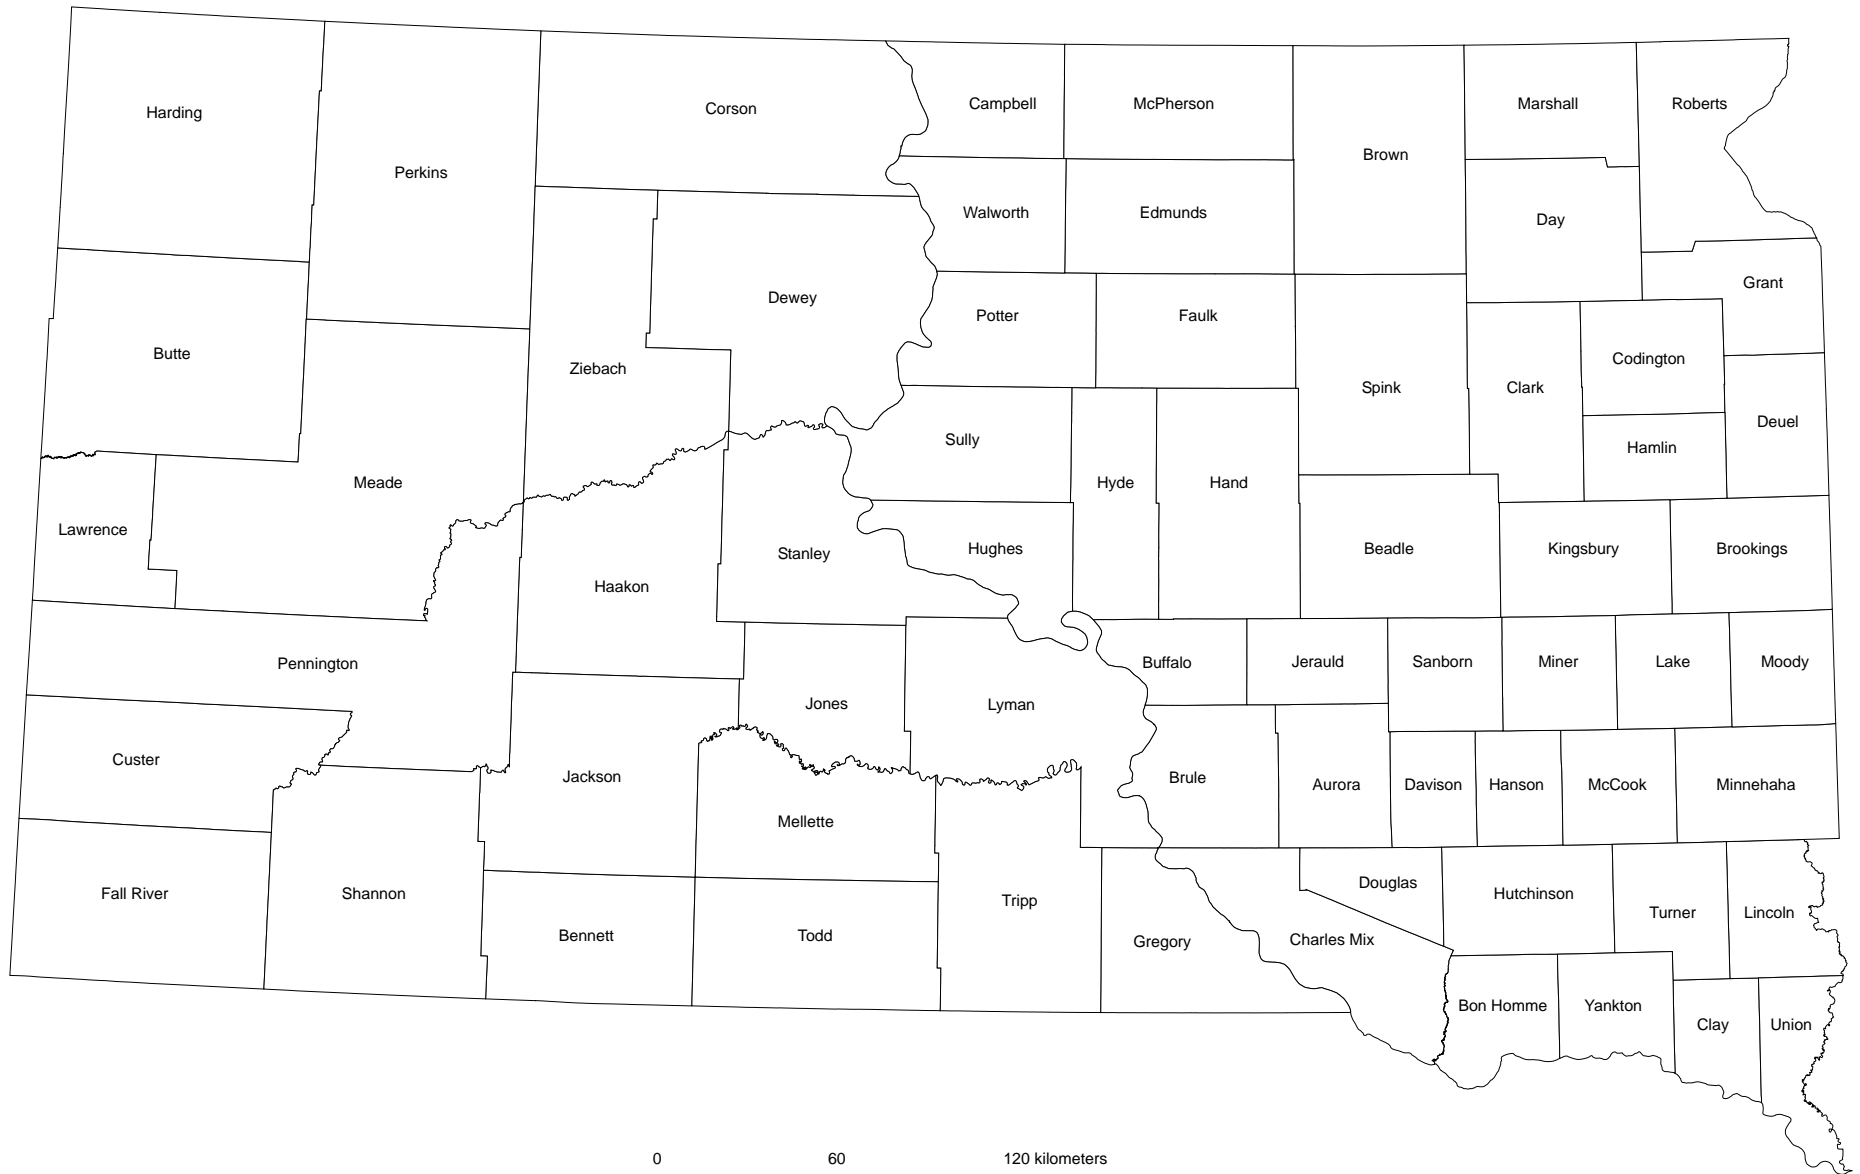 Harding
Corson
Campbell
McPherson
Marshall
Roberts
Brown
Perkins
Walworth
Edmunds
Day
Grant
Dewey
Potter
Faulk
Butte
Ziebach
Codington
Spink
Clark
Deuel
Sully
Hamlin
Meade
Hyde
Hand
Lawrence
Stanley
Hughes
Beadle
Kingsbury
Brookings
Haakon
Pennington
Buffalo
Jerauld
Sanborn
Miner
Lake
Moody
Jones
Lyman
Custer
Jackson
Brule
Aurora
Davison
Hanson
McCook
Minnehaha
Mellette
Fall River
Shannon
Tripp
Douglas
Hutchinson
Turner
Lincoln
Bennett
Todd
Gregory
Charles Mix
Bon Homme
Yankton
Clay
Union
0 60 120 kilometers